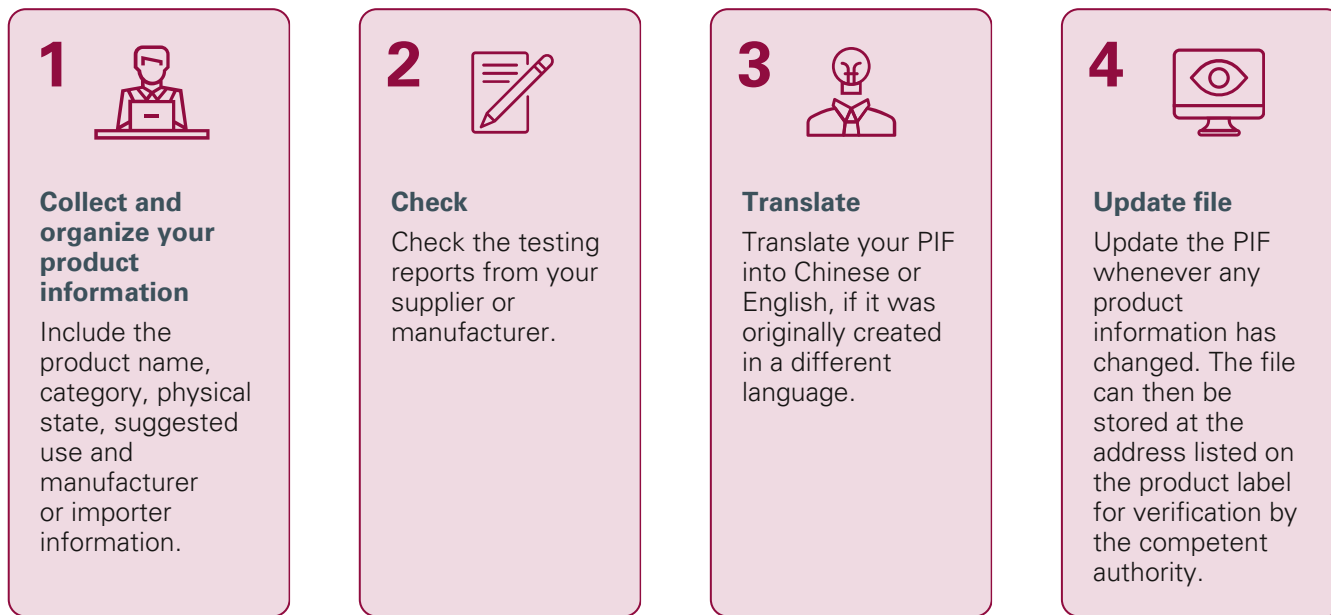 1
Collect and
organize your
product
information
Include the
product name,
category, physical
state, suggested
use and
manufacturer
or importer
information.
2
Check
Check the testing
reports from your
supplier or
manufacturer.
3
Translate
Translate your PIF
into Chinese or
English, if it was
originally created
in a different
language.
4
Update file
Update the PIF
whenever any
product
information has
changed. The file
can then be
stored at the
address listed on
the product label
for verification by
the competent
authority.